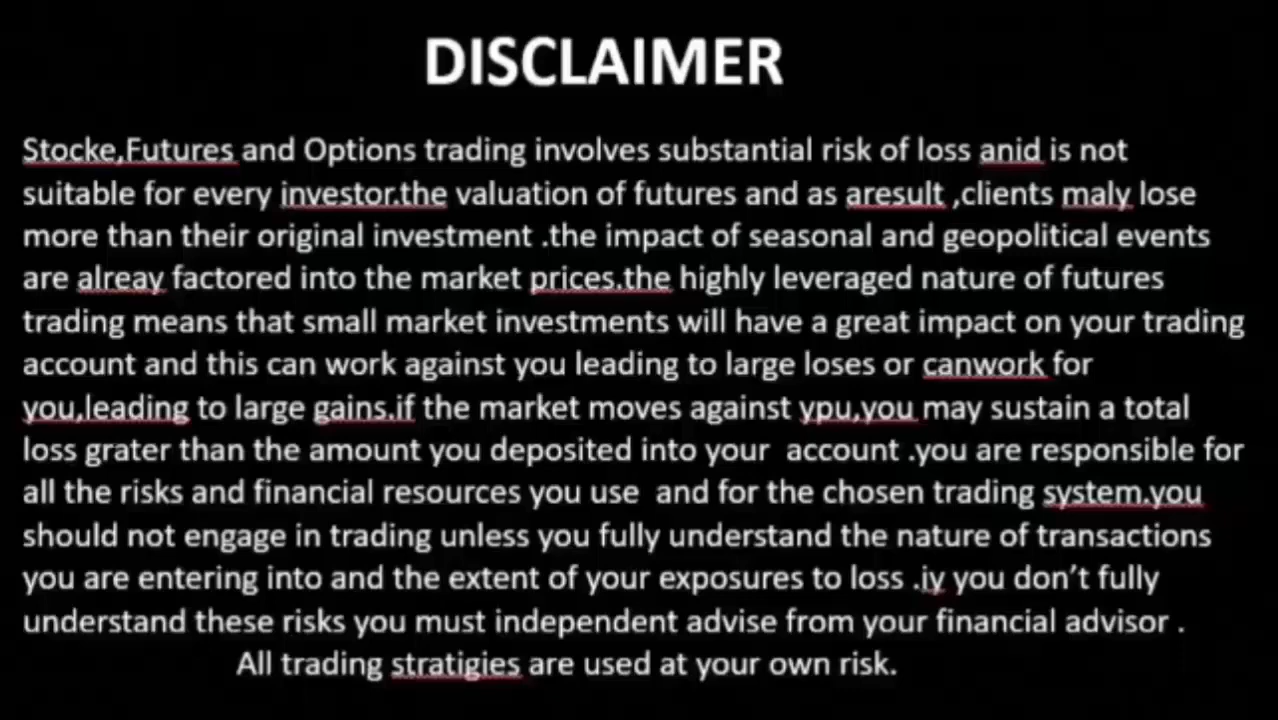 DISCLAIMER
Stocke,Futures and Options trading involves substantial risk of loss anid is not
suitable for every investor.the valuation of futures and as aresult ,clients maly lose
more than their original investment .the impact of seasonal and geopolitical events
are alreay factored into the market prices.the highly leveraged nature of futures
trading means that small market investments will have a great impact on your trading
account and this can work against you leading to large loses or canwork for
you,leading to large gains.if the market moves against ypu,you may sustain a total
loss grater than the amount you deposited into your  account .you are responsible for
all the risks and financial resources you use  and for the chosen trading system.you
should not engage in trading unless you fully understand the nature of transactions
you are entering into and the extent of your exposures to loss .iy you don’t fully
understand these risks you must independent advise from your financial advisor .
All trading stratigies are used at your own risk.